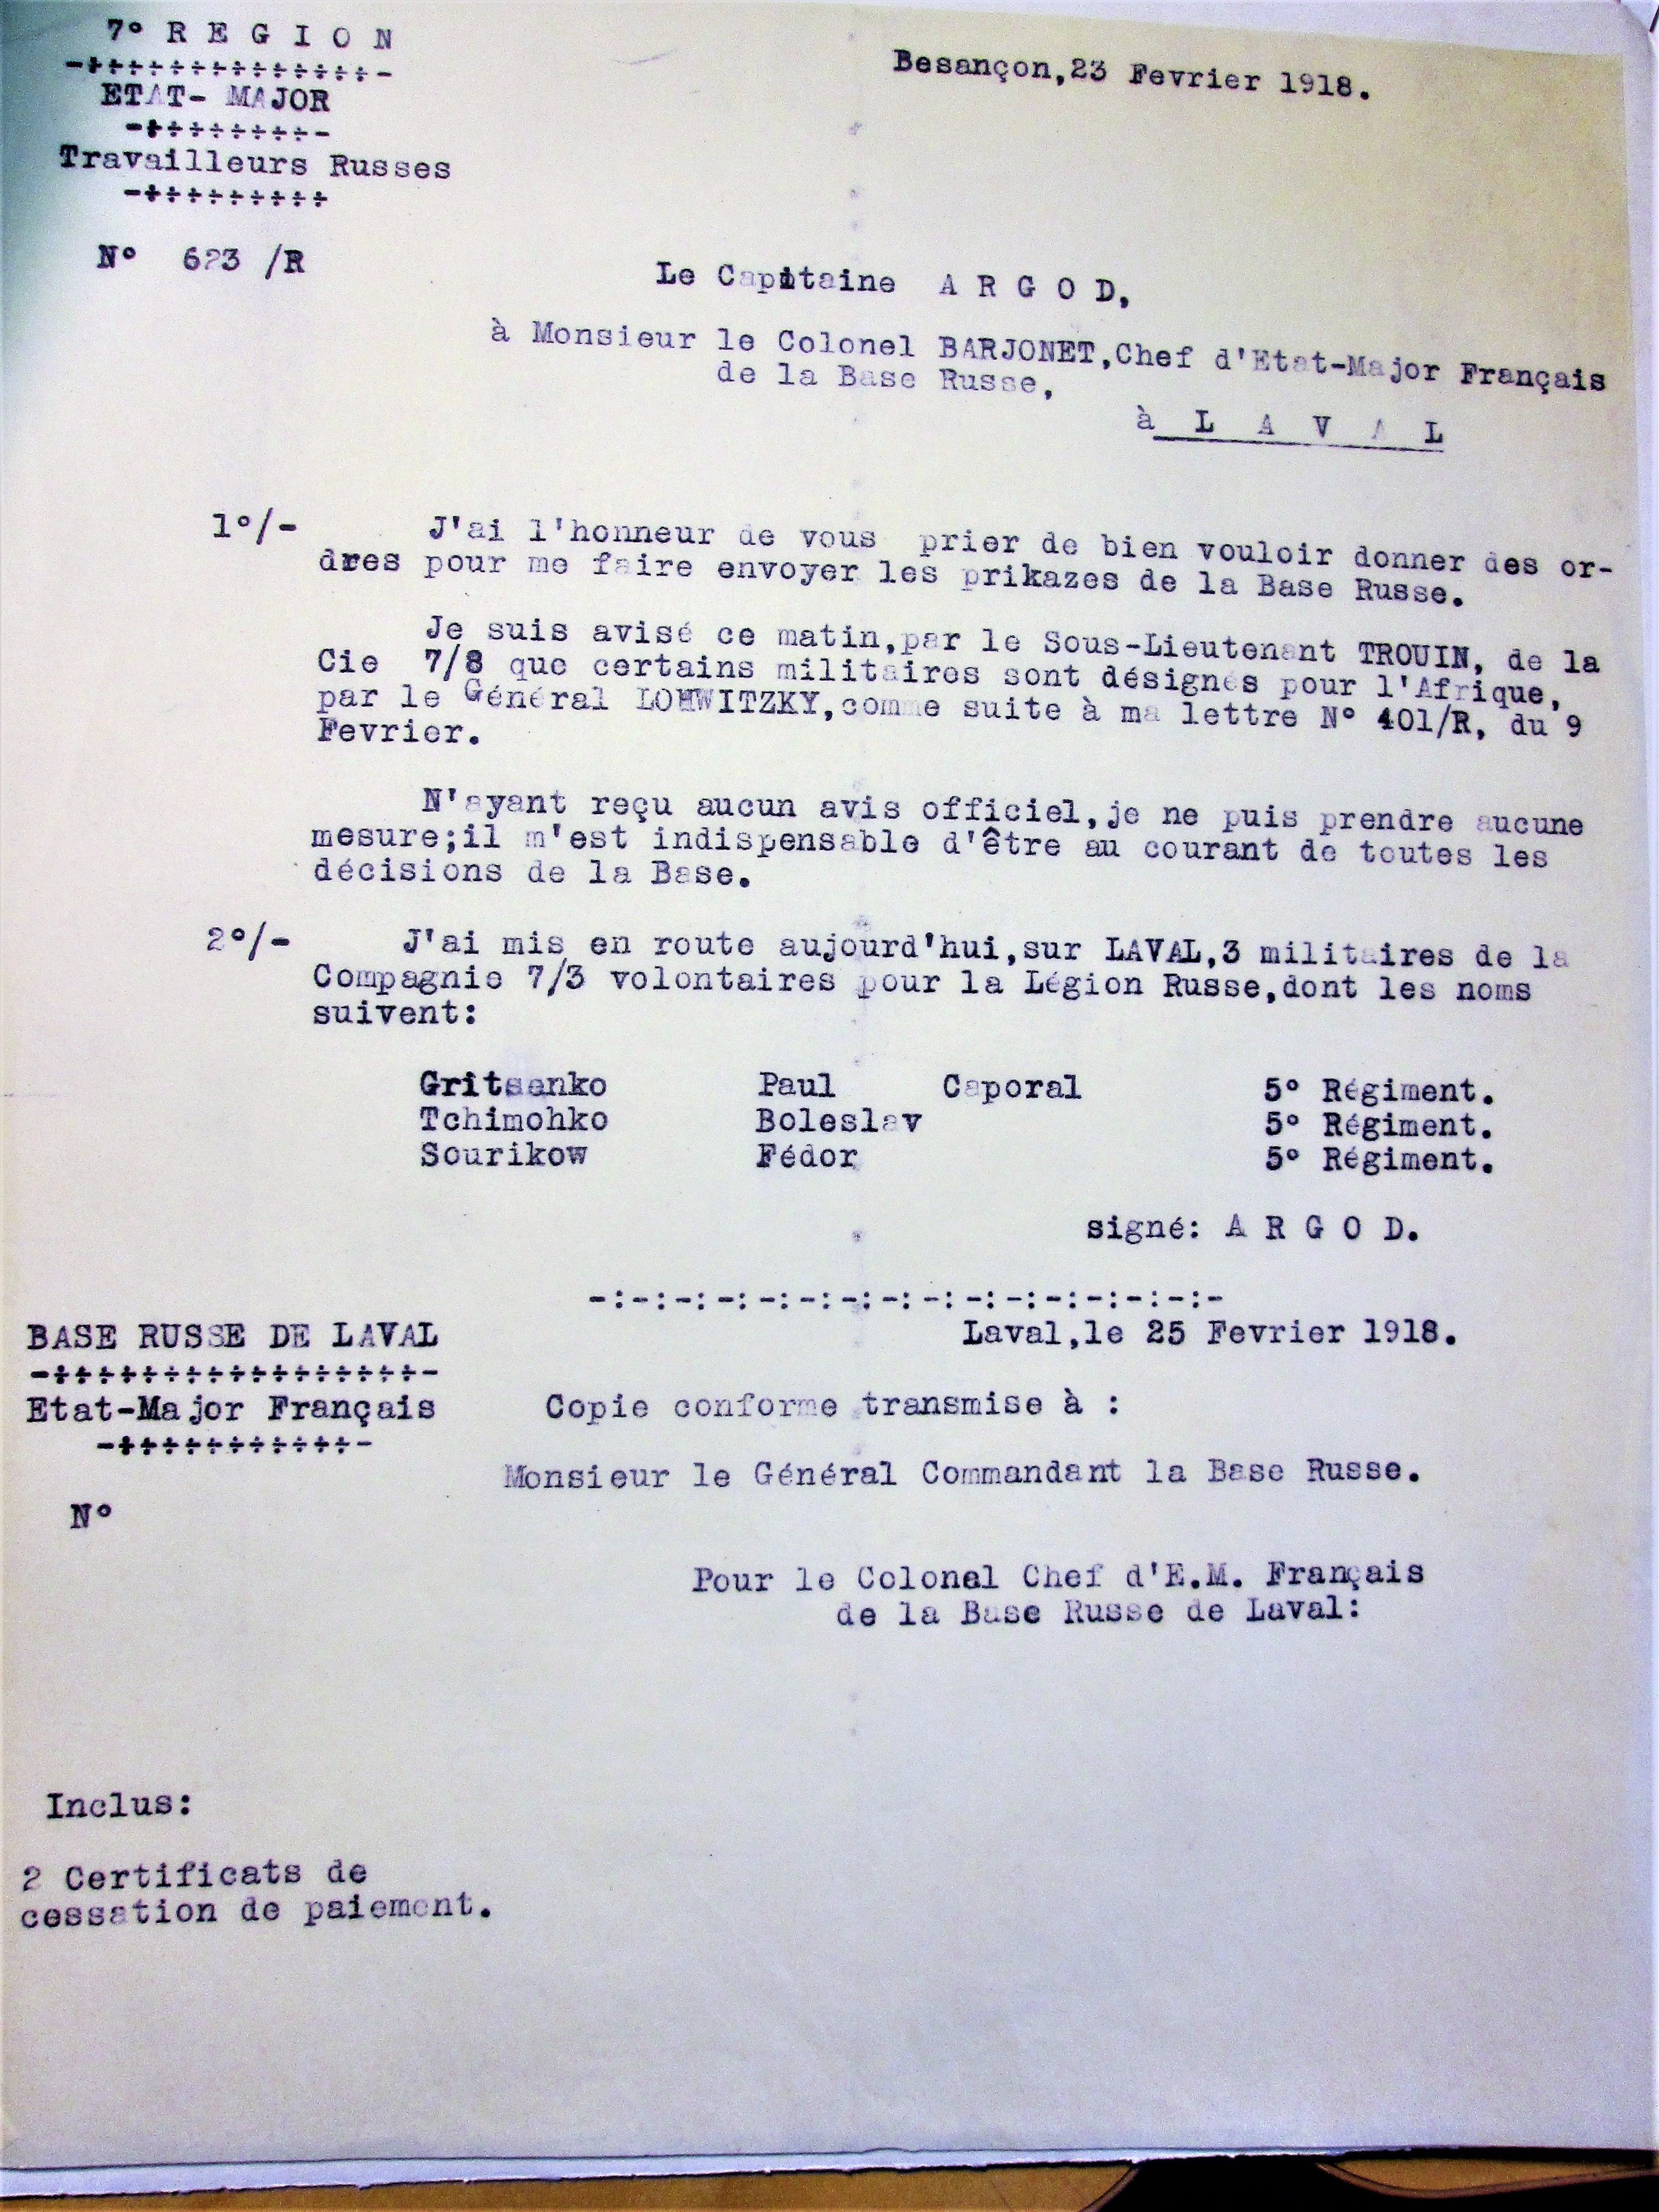 7° R E G I O N
-+÷÷÷÷÷÷÷÷÷÷÷÷÷-
ETAT- MAJOR
-+÷÷÷÷÷÷÷÷-
Travailleurs Russes
-+÷÷÷÷÷÷÷÷
N° 623 /R
Besançon,23 Fevrier 1918.
Le Capitaine A R G O D,
à Monsieur le Colonel BARJONET,Chef d'Etat-Major Français
de la Base Russe,
à L A V A L
1°/- J'ai l'honneur de vous prier de bien vouloir donner des or-
dres pour me faire envoyer les prikazes de la Base Russe.
Je suis avisé ce matin,par le Sous-Lieutenant TROUIN, de la
Cie 7/8 que certains militaires sont désignés pour l'Afrique,
par le Général LOHWITZKY,comme suite à ma lettre N° 401/R, du 9
Fevrier.
N'ayant reçu aucun avis officiel,je ne puis prendre aucune
mesure;il m'est indispensable d'être au courant de toutes les
décisions de la Base.
2°/- J'ai mis en route aujourd'hui,sur LAVAL,3 militaires de la
Compagnie 7/3 volontaires pour la Légion Russe,dont les noms
suivent:
Gritsenko Paul Caporal 5° Régiment.
Tchimohko Boleslav 5° Régiment.
Sourikow Fédor 5° Régiment.
signé: A R G O D.
-:-:-:-:-:-:-:-:-:-:-:-:-:-:-:-
BASE RUSSE DE LAVAL
-+÷÷÷÷÷÷÷÷÷÷÷÷÷÷÷÷-
Etat-Major Français
-+÷÷÷÷÷÷÷÷÷÷-
N°
Laval,le 25 Fevrier 1918.
Copie conforme transmise à :
Monsieur le Général Commandant la Base Russe.
Pour le Colonel Chef d'E.M. Français
de la Base Russe de Laval:
Inclus:
2 Certificats de
cessation de paiement.